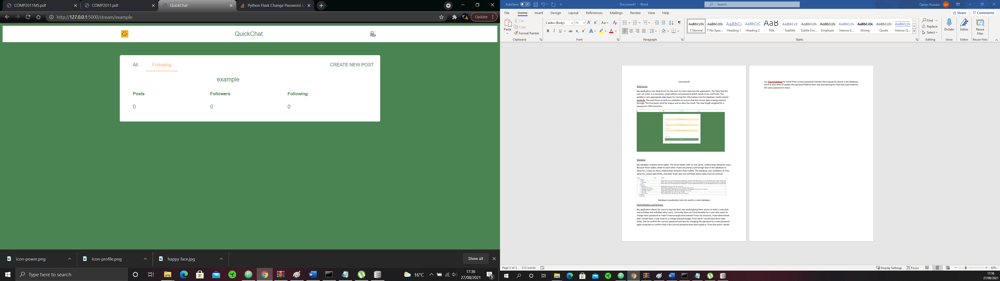 COMP2011MS.pdf
COMP2011.pdf
QuickChat
Python Flask Change Password L
http://127.0.0.1:5000/stream/example
Update
QuickChat
All
Following
CREATE NEW POST
example
Posts
Followers
Following
0
0
0
icon-power.png
icon-profile.png
happy face.jpg
Show all
Type here to search
16°C
17:36
27/08/2021
3
AutoSave
Off
Document1 - Word
Search
Qaiser Hussain
QH
File
Home
Insert
Design
Layout
References
Mailings
Review
View
Help
Share
Comments
Paste
Cut
Copy
Format Painter
Clipboard
Calibri (Body)
11
Font
Paragraph
AaBbCcDc
¶ Normal
AaBbCcDc
¶ No Spac...
AaBbCc
Heading 1
AaBbCcE
Heading 2
AaB
Title
AaBbCcE
Subtitle
AaBbCcDc
Subtle Em...
AaBbCcDc
Emphasis
AaBbCcDc
Intense E...
AaBbCcDc
Strong
AaBbCcDc
Quote
AaBbCcDc
Intense Q...
Styles
Find
Replace
Select
Editing
Dictate
Voice
Editor
Editor
Reuse
Files
Reuse Files
Coursework
Web Forms
My application uses Web forms for the users to enter data into the application. The Data that the
user can enter is a username, email address and password which needs to be confirmed. The
webform uses appropriate data types for storing this information into the database model named
social.db. The web forms as well use validation to ensure that the correct data is being entered
through. The Username must be unique and so does the email. The max length assigned for a
password is 100 characters.
Database
My database contains three tables. The three tables refer to user posts, relationships between users.
Because these tables relate to each other I have set primary and foreign keys in the database to
allow for a many to many relationships between these tables. The database uses validation to only
allow for unique data fields, character limits and not null fields where data must be entered.
Database visualisation tool not used to create database
Authentication and Sessions
My application allows for users to log into their own portal giving them access to write a new post
and to follow and unfollow other users. Currently there isn't functionality for a user who wises to
change their password as I didn't have enough time however from my research, I have determined
that I would have a new route to a change password page. From there I would have three data
fields. One to confirm the current password and two for changing the password to a new password
again using two to confirm that is the correct password they have typed in. From this point I would
use SQLiteDatabase to check if the current password matches their password stored in the database
and if it does then to update the password field to their new password given that they have entered
the same password in twice.
Page 2 of 2
312 words
Display Settings
Focus
60%
17:36
27/08/2021